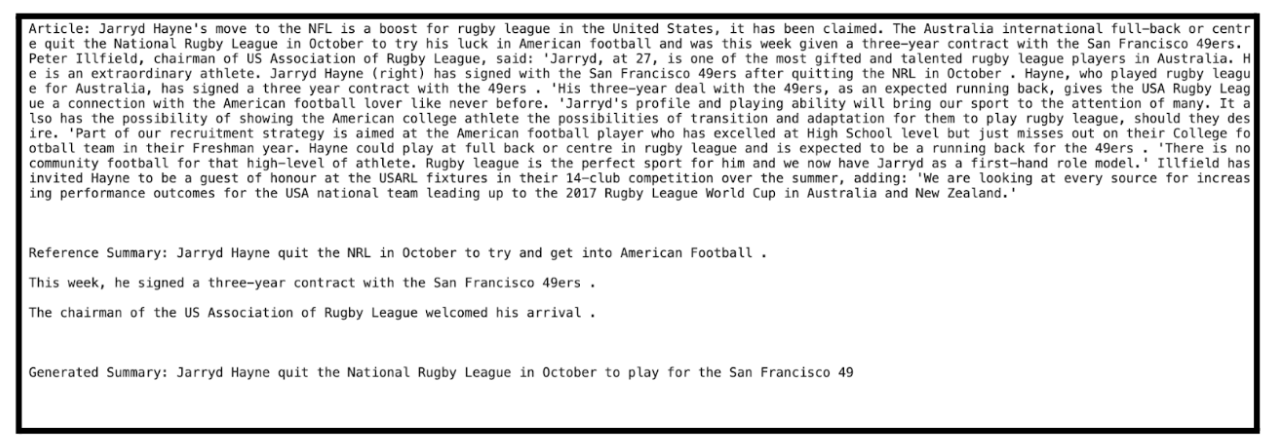 Article: Jarryd Hayne's move to the NFL is a boost for rugby league in the United States, it has been claimed. The Australia international full-back or centr
e quit the National Rugby League in October to try his luck in American football and was this week given a three-year contract with the San Francisco 49ers.
Peter Illfield, chairman of US Association of Rugby League, said: 'Jarryd, at 27, is one of the most gifted and talented rugby league players in Australia. H
e is an extraordinary athlete. Jarryd Hayne (right) has signed with the San Francisco 49ers after quitting the NRL in October . Hayne, who played rugby leagu
e for Australia, has signed a three year contract with the 49ers . 'His three-year deal with the 49ers, as an expected running back, gives the USA Rugby Leag
ue a connection with the American football lover like never before. 'Jarryd's profile and playing ability will bring our sport to the attention of many. It a
lso has the possibility of showing the American college athlete the possibilities of transition and adaptation for them to play rugby league, should they des
ire. 'Part of our recruitment strategy is aimed at the American football player who has excelled at High School level but just misses out on their College fo
otball team in their Freshman year. Hayne could play at full back or centre in rugby league and is expected to be a running back for the 49ers . 'There is no
community football for that high-level of athlete. Rugby league is the perfect sport for him and we now have Jarryd as a first-hand role model.' Illfield has
invited Hayne to be a guest of honour at the USARL fixtures in their 14-club competition over the summer, adding: 'We are looking at every source for increas
ing performance outcomes for the USA national team leading up to the 2017 Rugby League World Cup in Australia and New Zealand.'
Reference Summary: Jarryd Hayne quit the NRL in October to try and get into American Football .
This week, he signed a three-year contract with the San Francisco 49ers .
The chairman of the US Association of Rugby League welcomed his arrival .
Generated Summary: Jarryd Hayne quit the National Rugby League in October to play for the San Francisco 49